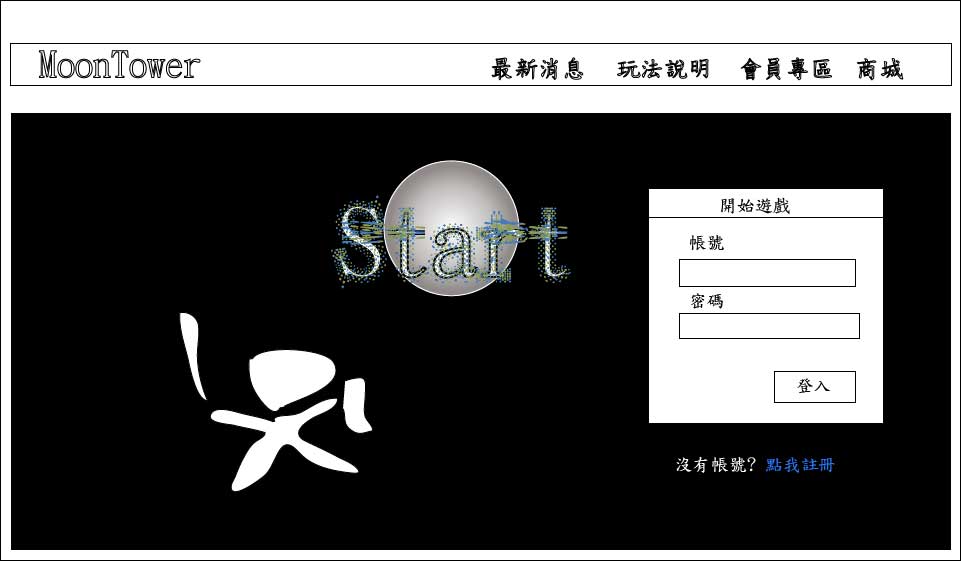 MoonTower
最新消息 玩法說明 會員專區 商城
Start
開始遊戲
帳號
密碼
登入
沒有帳號? 點我註冊